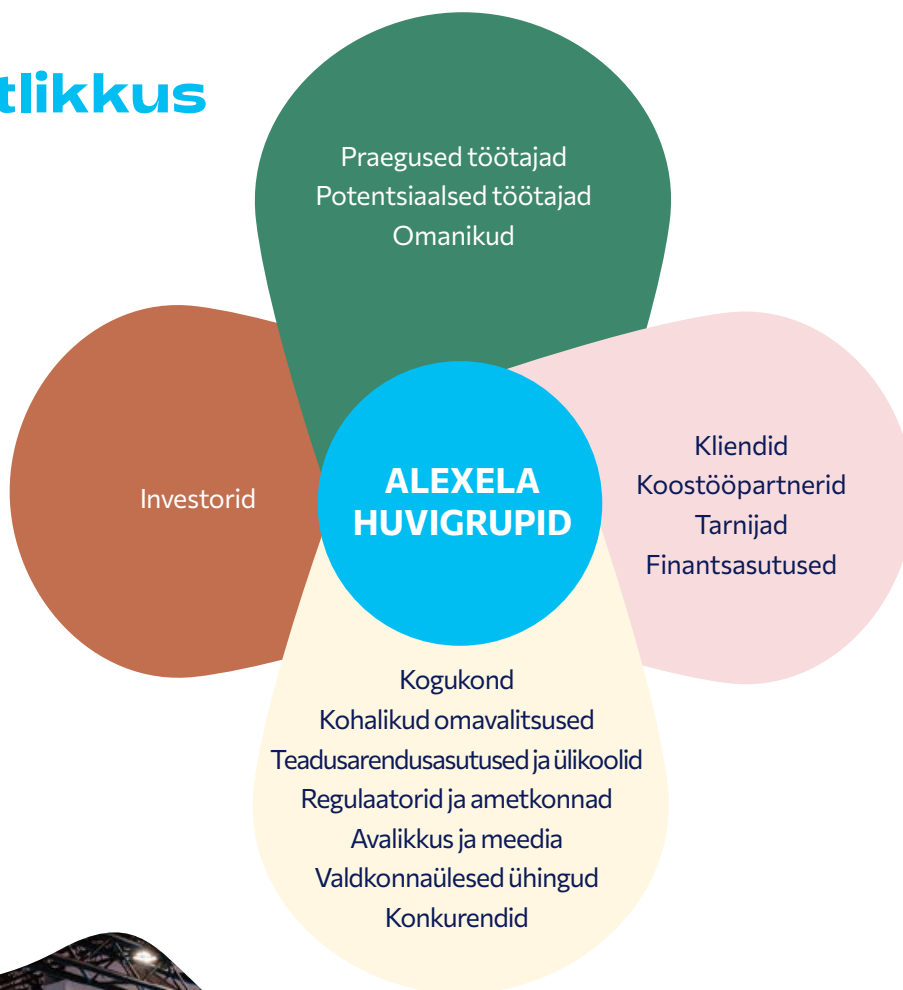 tlikkus
Praegused töötajad
Potentsiaalsed töötajad
Omanikud
Investorid
ALEXELA
HUVIGRUPID
Kliendid
Koostööpartnerid
Tarnijad
Finantsasutused
Kogukond
Kohalikud omavalitsused
Teadusarendusasutused ja ülikoolid
Regulaatorid ja ametkonnad
Avalikkus ja meedia
Valdkonnaülesed ühingud
Konkurendid